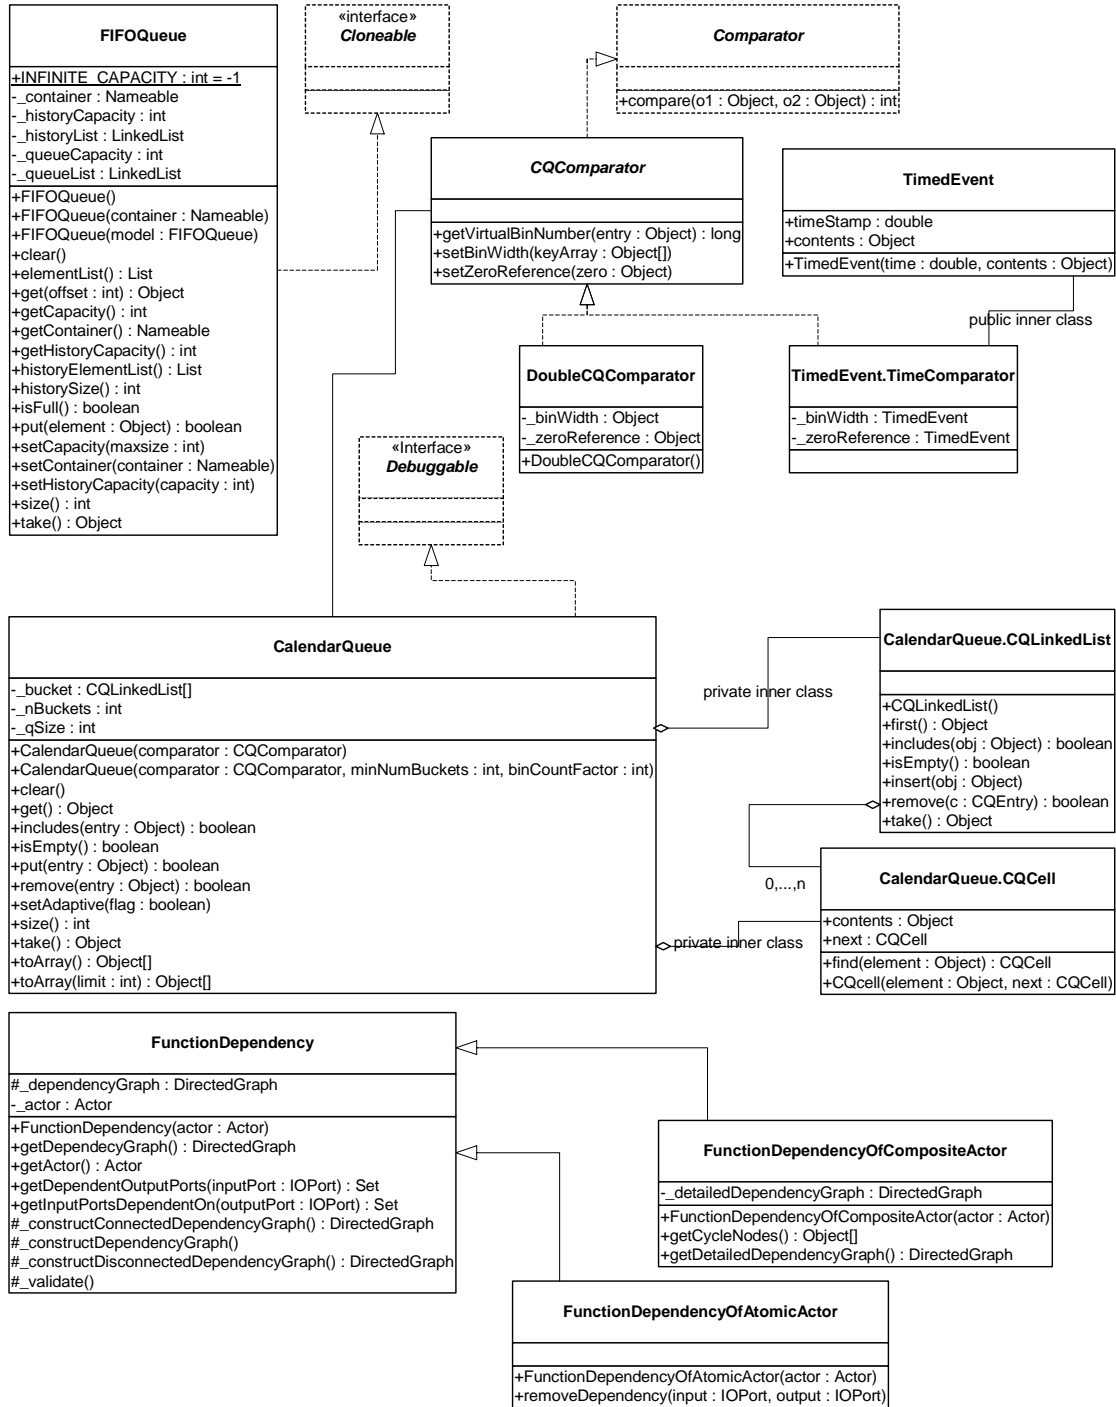 FIFOQueue
+INFINITE_CAPACITY : int = -1
-_container : Nameable
-_historyCapacity : int
-_historyList : LinkedList
-_queueCapacity : int
-_queueList : LinkedList
+FIFOQueue()
+FIFOQueue(container : Nameable)
+FIFOQueue(model : FIFOQueue)
+clear()
+elementList() : List
+get(offset : int) : Object
+getCapacity() : int
+getContainer() : Nameable
+getHistoryCapacity() : int
+historyElementList() : List
+historySize() : int
+isFull() : boolean
+put(element : Object) : boolean
+setCapacity(maxsize : int)
+setContainer(container : Nameable)
+setHistoryCapacity(capacity : int)
+size() : int
+take() : Object
«interface»
Cloneable
Comparator
+compare(o1 : Object, o2 : Object) : int
CQComparator
+getVirtualBinNumber(entry : Object) : long
+setBinWidth(keyArray : Object[])
+setZeroReference(zero : Object)
TimedEvent
+timeStamp : double
+contents : Object
+TimedEvent(time : double, contents : Object)
public inner class
DoubleCQComparator
-_binWidth : Object
-_zeroReference : Object
+DoubleCQComparator()
TimedEvent.TimeComparator
-_binWidth : TimedEvent
-_zeroReference : TimedEvent
«Interface»
Debuggable
CalendarQueue
-_bucket : CQLinkedList[]
-_nBuckets : int
-_qSize : int
+CalendarQueue(comparator : CQComparator)
+CalendarQueue(comparator : CQComparator, minNumBuckets : int, binCountFactor : int)
+clear()
+get() : Object
+includes(entry : Object) : boolean
+isEmpty() : boolean
+put(entry : Object) : boolean
+remove(entry : Object) : boolean
+setAdaptive(flag : boolean)
+size() : int
+take() : Object
+toArray() : Object[]
+toArray(limit : int) : Object[]
private inner class
CalendarQueue.CQLinkedList
+CQLinkedList()
+first() : Object
+includes(obj : Object) : boolean
+isEmpty() : boolean
+insert(obj : Object)
+remove(c : CQEntry) : boolean
+take() : Object
0,...,n
private inner class
CalendarQueue.CQCell
+contents : Object
+next : CQCell
+find(element : Object) : CQCell
+CQcell(element : Object, next : CQCell)
FunctionDependency
#_dependencyGraph : DirectedGraph
-_actor : Actor
+FunctionDependency(actor : Actor)
+getDependecyGraph() : DirectedGraph
+getActor() : Actor
+getDependentOutputPorts(inputPort : IOPort) : Set
+getInputPortsDependentOn(outputPort : IOPort) : Set
#_constructConnectedDependencyGraph() : DirectedGraph
#_constructDependencyGraph()
#_constructDisconnectedDependencyGraph() : DirectedGraph
#_validate()
FunctionDependencyOfCompositeActor
-_detailedDependencyGraph : DirectedGraph
+FunctionDependencyOfCompositeActor(actor : Actor)
+getCycleNodes() : Object[]
+getDetailedDependencyGraph() : DirectedGraph
FunctionDependencyOfAtomicActor
+FunctionDependencyOfAtomicActor(actor : Actor)
+removeDependency(input : IOPort, output : IOPort)